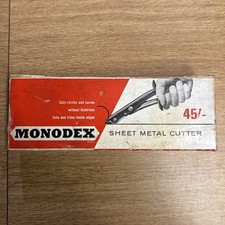 Cuts circles and curves
without distortion
Cuts and trims inside edges
45/-
MONODEX
SHEET METAL CUTTER